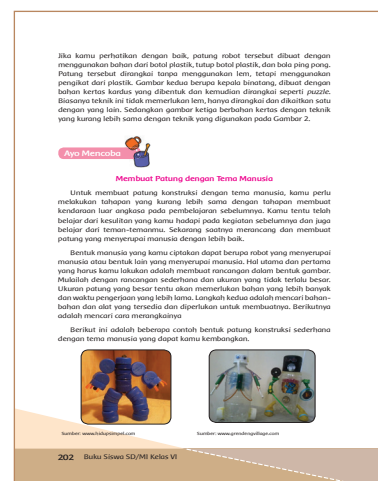 Jika kamu perhatikan dengan baik, patung robot tersebut dibuat dengan
menggunakan bahan dari botol plastik, tutup botol plastik, dan bola ping pong.
Patung tersebut dirangkai tanpa menggunakan lem, tetapi menggunakan
pengikat dari plastik. Gambar kedua berupa kepala binatang, dibuat dengan
bahan kertas kardus yang dibentuk dan kemudian dirangkai seperti puzzle.
Biasanya teknik ini tidak memerlukan lem, hanya dirangkai dan dikaitkan satu
dengan yang lain. Sedangkan gambar ketiga berbahan kertas dengan teknik
yang kurang lebih sama dengan teknik yang digunakan pada Gambar 2.
Ayo Mencoba
Membuat Patung dengan Tema Manusia
Untuk membuat patung konstruksi dengan tema manusia, kamu perlu
melakukan tahapan yang kurang lebih sama dengan tahapan membuat
kendaraan luar angkasa pada pembelajaran sebelumnya. Kamu tentu telah
belajar dari kesulitan yang kamu hadapi pada kegiatan sebelumnya dan juga
belajar dari teman-temanmu. Sekarang saatnya merancang dan membuat
patung yang menyerupai manusia dengan lebih baik.
Bentuk manusia yang kamu ciptakan dapat berupa robot yang menyerupai
manusia atau bentuk lain yang menyerupai manusia. Hal utama dan pertama
yang harus kamu lakukan adalah membuat rancangan dalam bentuk gambar.
Mulailah dengan rancangan sederhana dan ukuran yang tidak terlalu besar.
Ukuran patung yang besar tentu akan memerlukan bahan yang lebih banyak
dan waktu pengerjaan yang lebih lama. Langkah kedua adalah mencari bahan-
bahan dan alat yang tersedia dan diperlukan untuk membuatnya. Berikutnya
adalah mencari cara merangkainya
Berikut ini adalah beberapa contoh bentuk patung konstruksi sederhana
dengan tema manusia yang dapat kamu kembangkan.
Sumber: www.hidupsimpel.com
Sumber: www.grendengvillage.com
202 Buku Siswa SD/MI Kelas VI